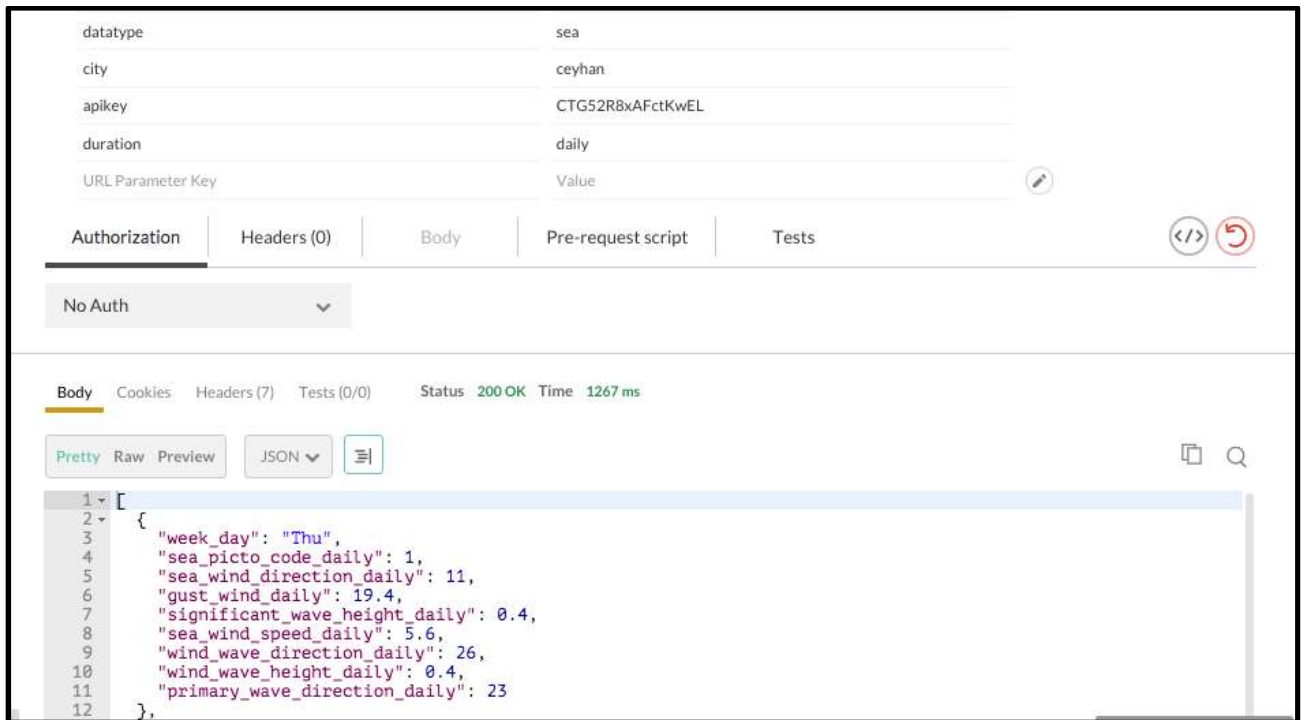 datatype sea
city ceyhan
apikey CTG52R8xAFctKwEL
duration daily
URL Parameter Key Value
Authorization Headers (0) Body Pre-request script Tests
No Auth
Body Cookies Headers (7) Tests (0/0) Status 200 OK Time 1267 ms
Pretty Raw Preview JSON
1 [
2 {
3 "week_day": "Thu",
4 "sea_picto_code_daily": 1,
5 "sea_wind_direction_daily": 11,
6 "gust_wind_daily": 19.4,
7 "significant_wave_height_daily": 0.4,
8 "sea_wind_speed_daily": 5.6,
9 "wind_wave_direction_daily": 26,
10 "wind_wave_height_daily": 0.4,
11 "primary_wave_direction_daily": 23
12 },